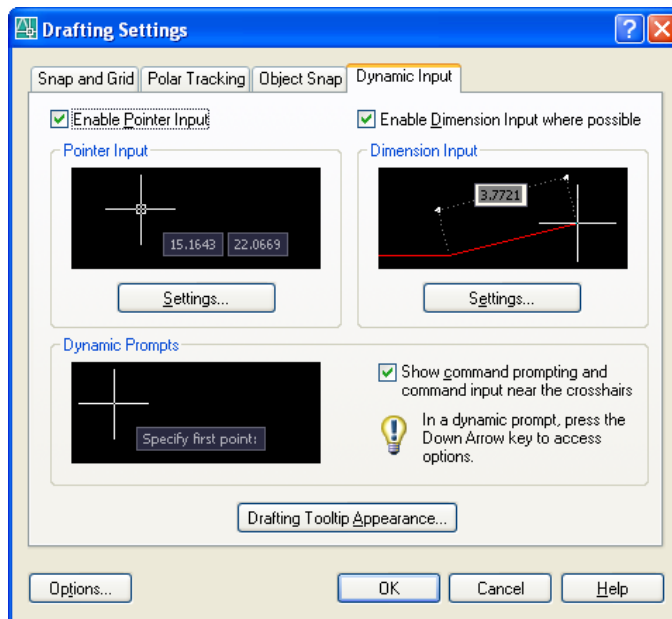 Drafting Settings
Snap and Grid Polar Tracking Object Snap Dynamic Input
Enable Pointer Input Enable Dimension Input where possible
Pointer Input Dimension Input
3.7721
15.1643 22.0669
Settings... Settings...
Dynamic Prompts
Show command prompting and
command input near the crosshairs
Specify first point:
In a dynamic prompt, press the
Down Arrow key to access
options.
Drafting Tooltip Appearance...
Options... OK Cancel Help